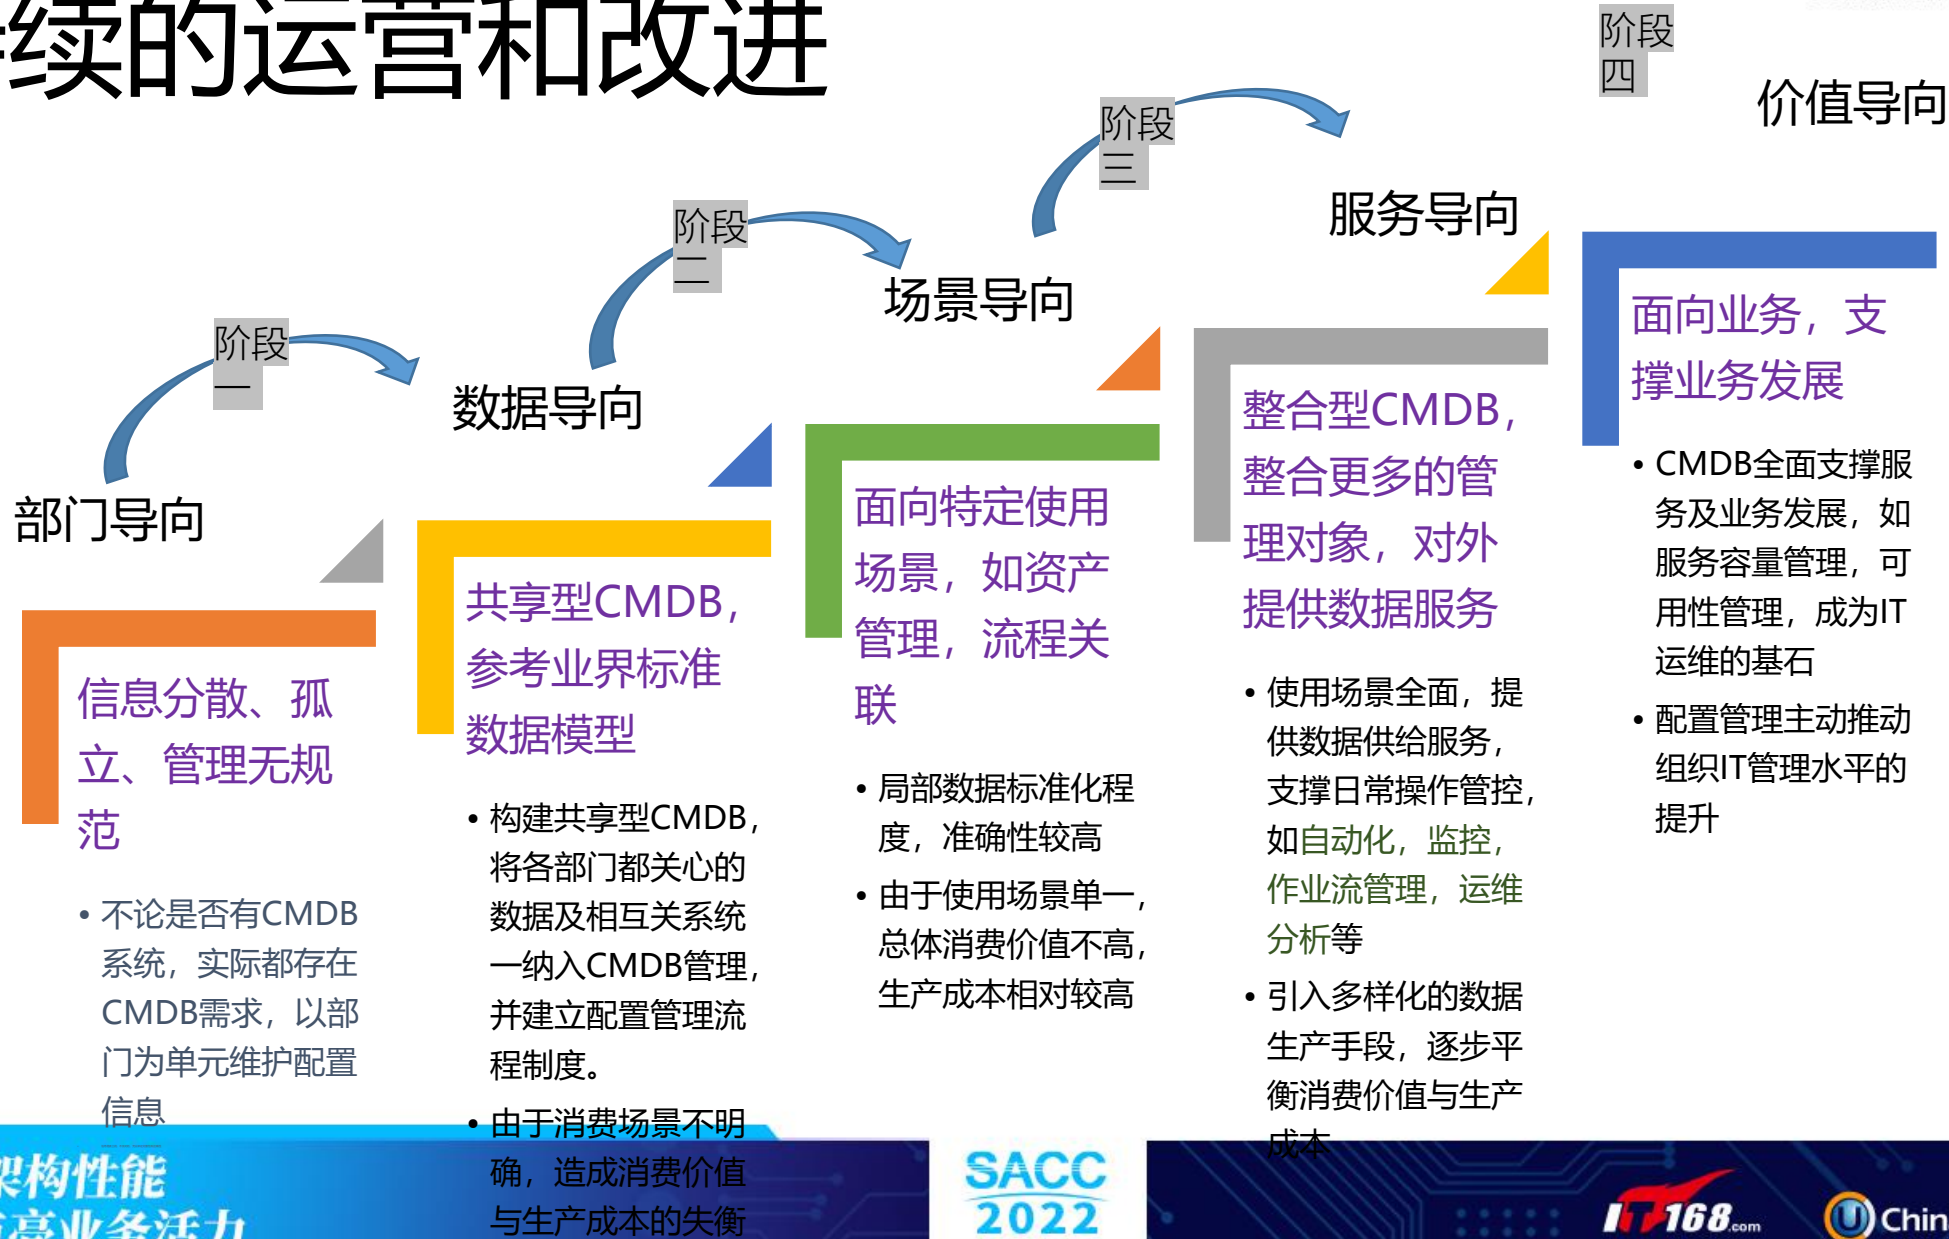 续的运营和改进
阶段
四
价值导向
阶段
三
服务导向
阶段
二
场景导向
阶段
一
数据导向
部门导向
信息分散、孤
立、管理无规
范
• 不论是否有CMDB
系统，实际都存在
CMDB需求，以部
门为单元维护配置
信息
共享型CMDB，
参考业界标准
数据模型
• 构建共享型CMDB，
将各部门都关心的
数据及相互关系统
一纳入CMDB管理，
并建立配置管理流
程制度。
• 由于消费场景不明
确，造成消费价值
与生产成本的失衡
面向特定使用
场景，如资产
管理，流程关
联
• 局部数据标准化程
度，准确性较高
• 由于使用场景单一，
总体消费价值不高，
生产成本相对较高
整合型CMDB，
整合更多的管
理对象，对外
提供数据服务
• 使用场景全面，提
供数据供给服务，
支撑日常操作管控，
如自动化，监控，
作业流管理，运维
分析等
• 引入多样化的数据
生产手段，逐步平
衡消费价值与生产
成本
面向业务，支
撑业务发展
• CMDB全面支撑服
务及业务发展，如
服务容量管理，可
用性管理，成为IT
运维的基石
• 配置管理主动推动
组织IT管理水平的
提升
架构性能
高业务活力
SACC
2022
IT168.com
Chin